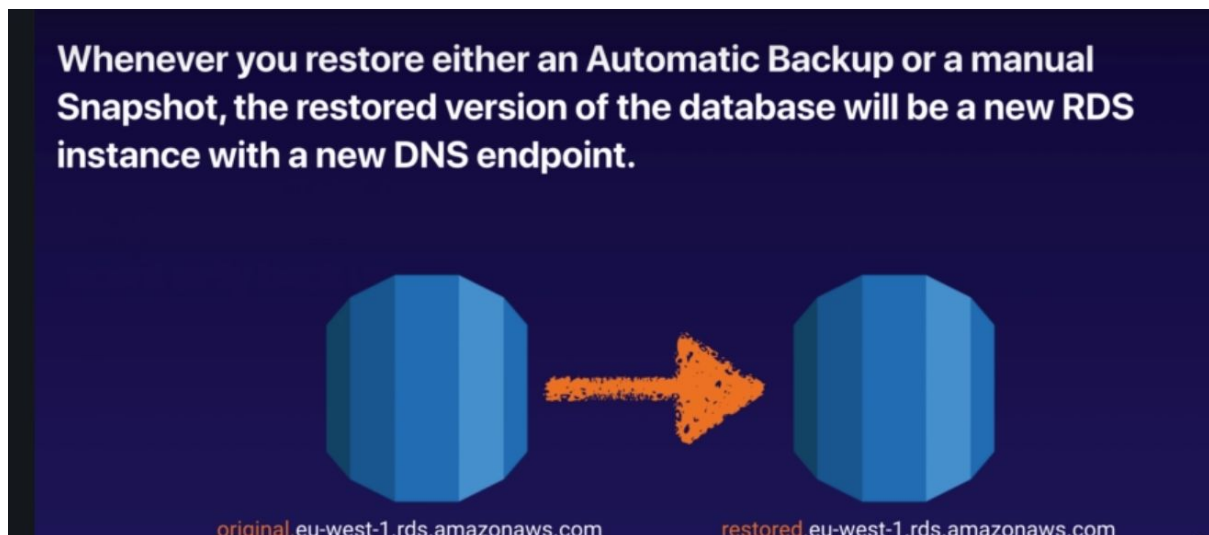 Whenever you restore either an Automatic Backup or a manual
Snapshot, the restored version of the database will be a new RDS
instance with a new DNS endpoint.
original.eu-west-1.rds.amazonaws.com restored.eu-west-1.rds.amazonaws.com